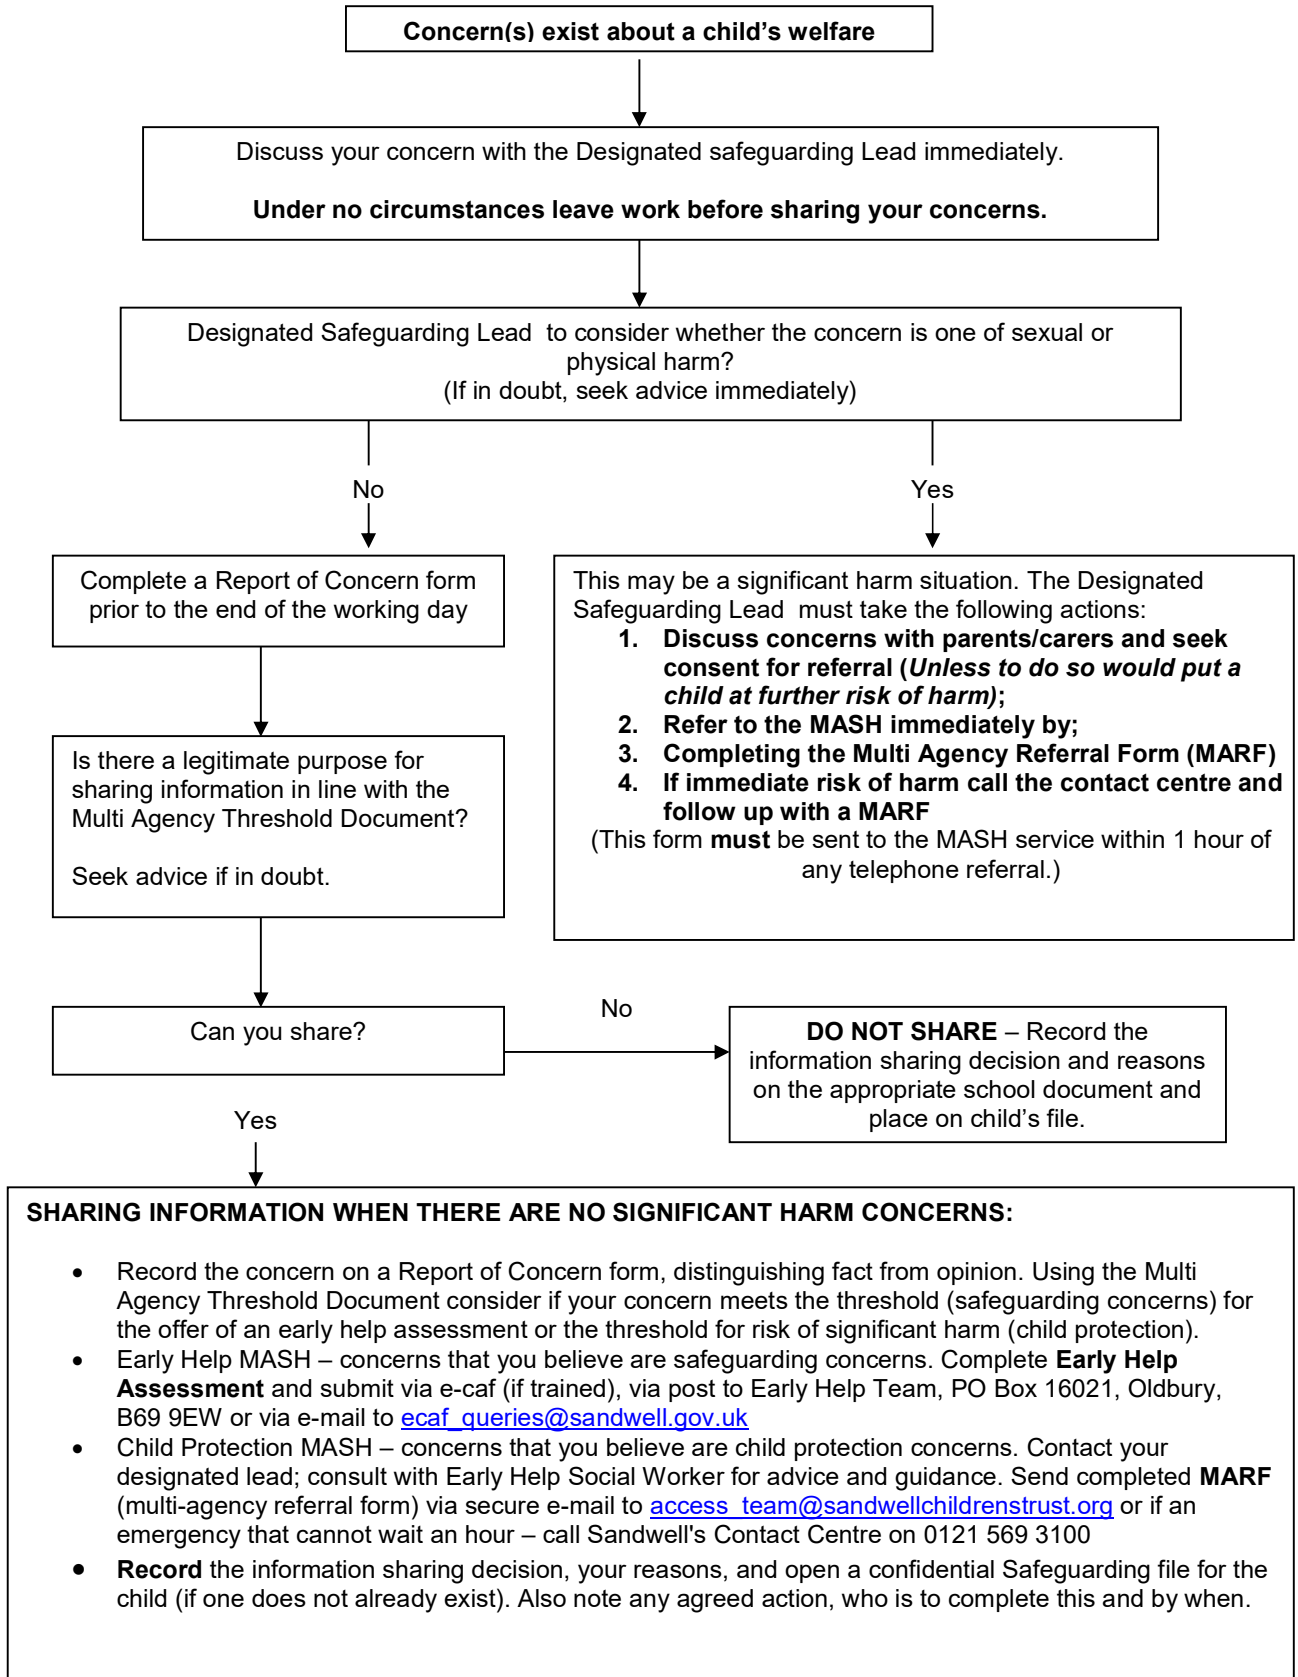 Concern(s) exist about a child's welfare
Discuss your concern with the Designated safeguarding Lead immediately.
Under no circumstances leave work before sharing your concerns.
Designated Safeguarding Lead  to consider whether the concern is one of sexual or
physical harm?
(If in doubt, seek advice immediately)
No
Yes
Complete a Report of Concern form
prior to the end of the working day
This may be a significant harm situation. The Designated
Safeguarding Lead  must take the following actions:
1. Discuss concerns with parents/carers and seek
consent for referral (Unless to do so would put a
child at further risk of harm);
2. Refer to the MASH immediately by;
3. Completing the Multi Agency Referral Form (MARF)
4. If immediate risk of harm call the contact centre and
follow up with a MARF
(This form must be sent to the MASH service within 1 hour of
any telephone referral.)
Is there a legitimate purpose for
sharing information in line with the
Multi Agency Threshold Document?
Seek advice if in doubt.
Can you share?
No
DO NOT SHARE – Record the
information sharing decision and reasons
on the appropriate school document and
place on child's file.
Yes
SHARING INFORMATION WHEN THERE ARE NO SIGNIFICANT HARM CONCERNS:
• Record the concern on a Report of Concern form, distinguishing fact from opinion. Using the Multi
Agency Threshold Document consider if your concern meets the threshold (safeguarding concerns) for
the offer of an early help assessment or the threshold for risk of significant harm (child protection).
• Early Help MASH – concerns that you believe are safeguarding concerns. Complete Early Help
Assessment and submit via e-caf (if trained), via post to Early Help Team, PO Box 16021, Oldbury,
B69 9EW or via e-mail to ecaf_queries@sandwell.gov.uk
• Child Protection MASH – concerns that you believe are child protection concerns. Contact your
designated lead; consult with Early Help Social Worker for advice and guidance. Send completed MARF
(multi-agency referral form) via secure e-mail to access_team@sandwellchildrenstrust.org or if an
emergency that cannot wait an hour – call Sandwell's Contact Centre on 0121 569 3100
• Record the information sharing decision, your reasons, and open a confidential Safeguarding file for the
child (if one does not already exist). Also note any agreed action, who is to complete this and by when.